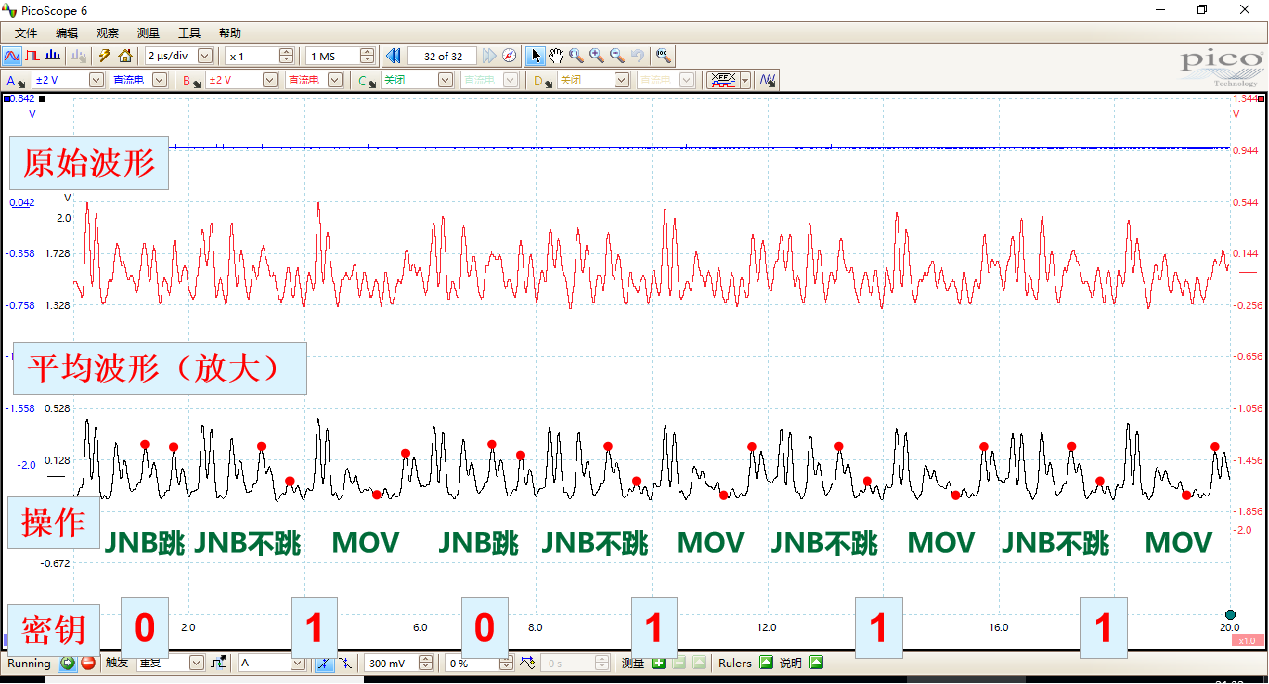 PicoScope 6
文件 编辑 观察 测量 工具 帮助
2 µs/div x 1 1 MS 32 of 32
pico
Technology
A ±2 V 直流电 B ±2 V 直流电 C 关闭 直流电 D 关闭 直流电
0.342 1.344
V V
原始波形
0.944
0.042 V 0.544
2.0
-0.358 1.728 0.144
-0.758 1.328 -0.256
平均波形（放大）
-0.656
-1.558 0.528 -1.056
-2.0 0.128 -1.456
操作
-1.856
-2.0
JNB跳 JNB不跳 MOV JNB跳 JNB不跳 MOV JNB不跳 MOV JNB不跳 MOV
-0.672
密钥 0 1 0 1 1 1
2.0 6.0 8.0 12.0 16.0 20.0
x1.0
Running 触发 重复 A 300 mV 0 % 0 s 测量 Rulers 说明